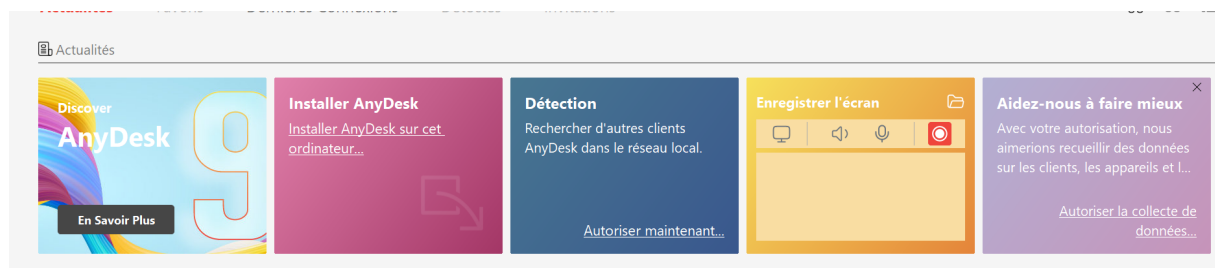 Actualités
Discover
AnyDesk
9
En Savoir Plus
Installer AnyDesk
Installer AnyDesk sur cet
ordinateur...
Détection
Rechercher d'autres clients
AnyDesk dans le réseau local.
Autoriser maintenant...
Enregistrer l'écran
Aidez-nous à faire mieux
Avec votre autorisation, nous
aimerions recueillir des données
sur les clients, les appareils et l...
Autoriser la collecte de
données...